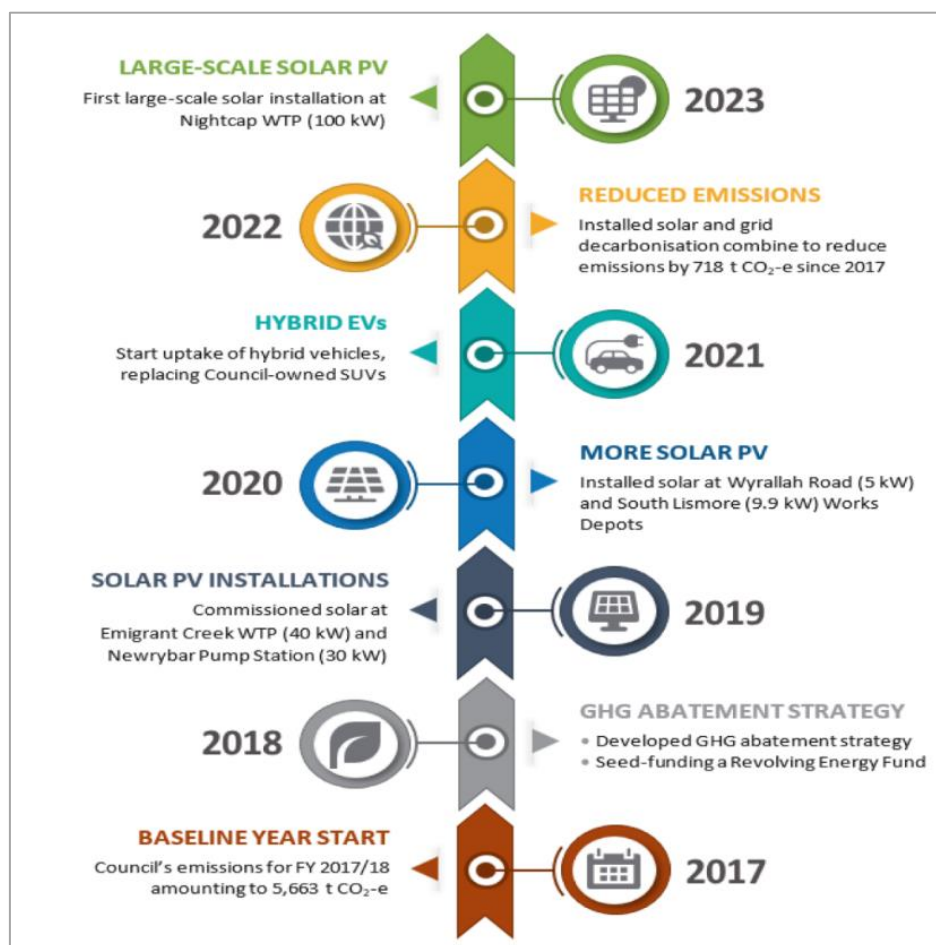 LARGE-SCALE SOLAR PV
First large-scale solar installation at
Nightcap WTP (100 kW)
2023
2022
REDUCED EMISSIONS
Installed solar and grid
decarbonisation combine to reduce
emissions by 718 t CO₂-e since 2017
HYBRID EVs
Start uptake of hybrid vehicles,
replacing Council-owned SUVs
2021
2020
MORE SOLAR PV
Installed solar at Wyrallah Road (5 kW)
and South Lismore (9.9 kW) Works
Depots
SOLAR PV INSTALLATIONS
Commissioned solar at
Emigrant Creek WTP (40 kW) and
Newrybar Pump Station (30 kW)
2019
2018
GHG ABATEMENT STRATEGY
• Developed GHG abatement strategy
• Seed-funding a Revolving Energy Fund
BASELINE YEAR START
Council's emissions for FY 2017/18
amounting to 5,663 t CO₂-e
2017